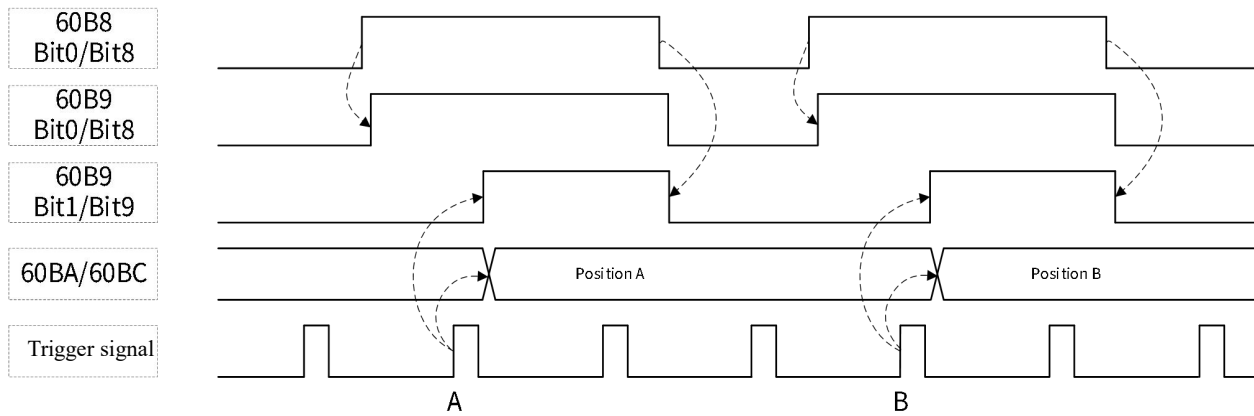 60B8
Bit0/Bit8
60B9
Bit0/Bit8
60B9
Bit1/Bit9
60BA/60BC
Position A
Position B
Trigger signal
A
B